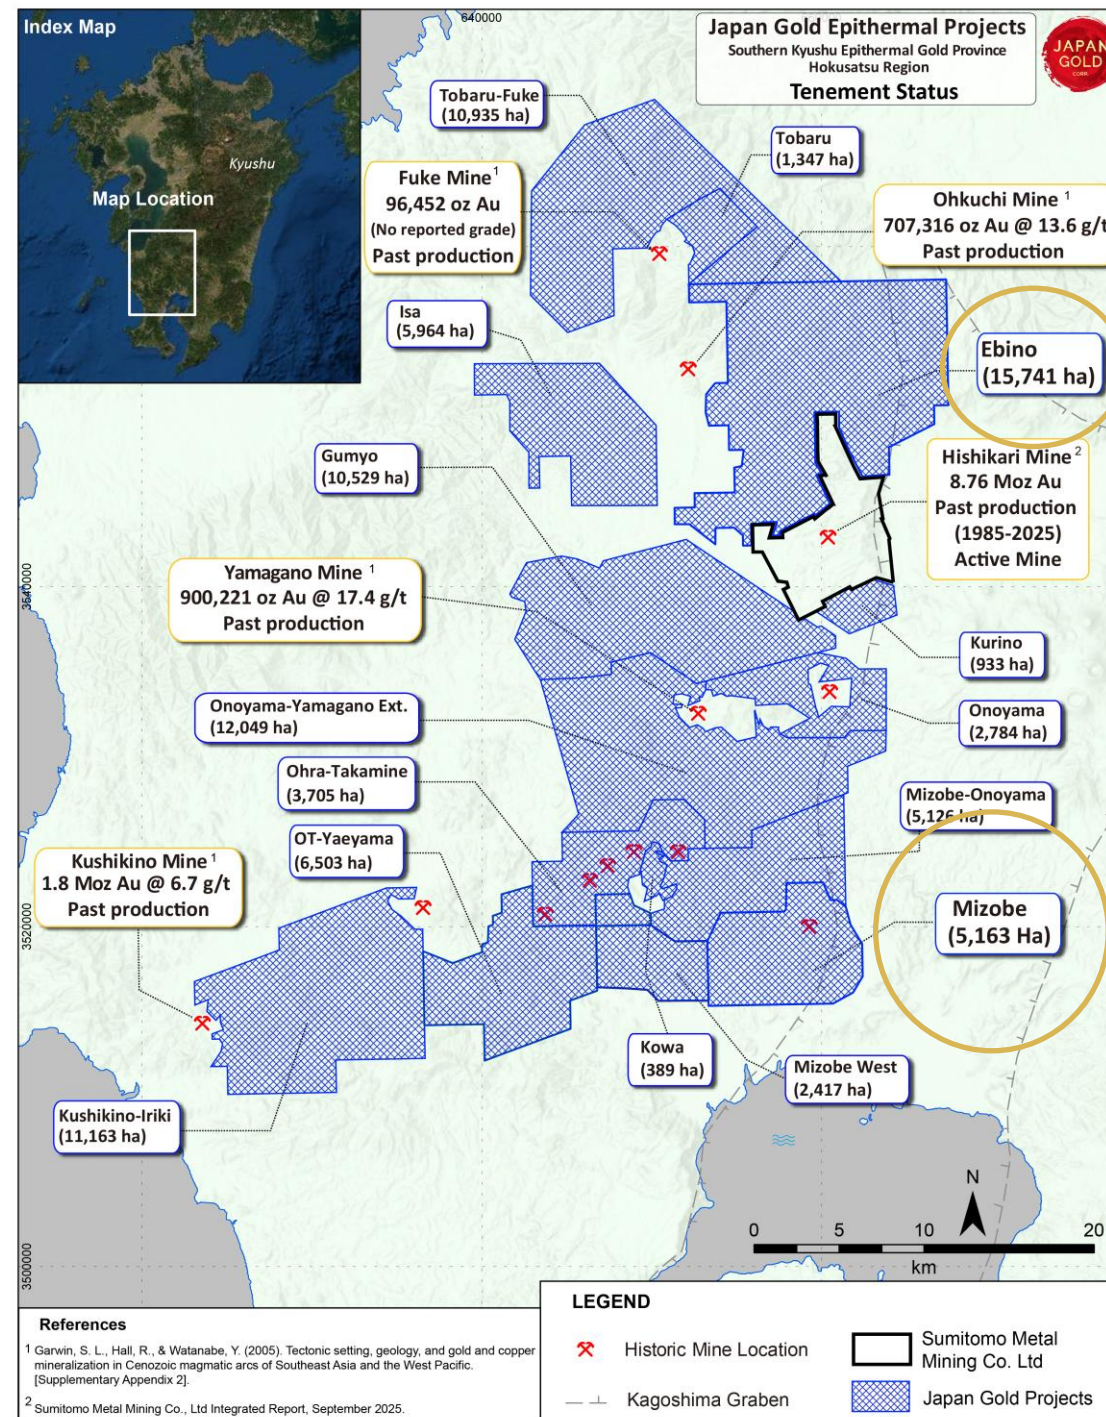 Index Map
Kyushu
Map Location
640000
Japan Gold Epithermal Projects
Southern Kyushu Epithermal Gold Province
Hokusatsu Region
Tenement Status
JAPAN
GOLD
CORP.
Tobaru-Fuke
(10,935 ha)
Tobaru
(1,347 ha)
Fuke Mine 1
96,452 oz Au
(No reported grade)
Past production
Ohkuchi Mine 1
707,316 oz Au @ 13.6 g/t
Past production
Isa
(5,964 ha)
Ebino
(15,741 ha)
Gumyo
(10,529 ha)
Hishikari Mine 2
8.76 Moz Au
Past production
(1985-2025)
Active Mine
Yamagano Mine 1
900,221 oz Au @ 17.4 g/t
Past production
3540000
Kurino
(933 ha)
Onoyama-Yamagano Ext.
(12,049 ha)
Onoyama
(2,784 ha)
Ohra-Takamine
(3,705 ha)
Mizobe-Onoyama
(5,126 ha)
OT-Yaeyama
(6,503 ha)
Kushikino Mine 1
1.8 Moz Au @ 6.7 g/t
Past production
Mizobe
(5,163 Ha)
3520000
Kowa
(389 ha)
Mizobe West
(2,417 ha)
Kushikino-Iriki
(11,163 ha)
N
0 5 10 20
km
3500000
References
1 Garwin, S. L., Hall, R., & Watanabe, Y. (2005). Tectonic setting, geology, and gold and copper
mineralization in Cenozoic magmatic arcs of Southeast Asia and the West Pacific.
[Supplementary Appendix 2].
2 Sumitomo Metal Mining Co., Ltd Integrated Report, September 2025.
LEGEND
Historic Mine Location
Sumitomo Metal
Mining Co. Ltd
Kagoshima Graben
Japan Gold Projects